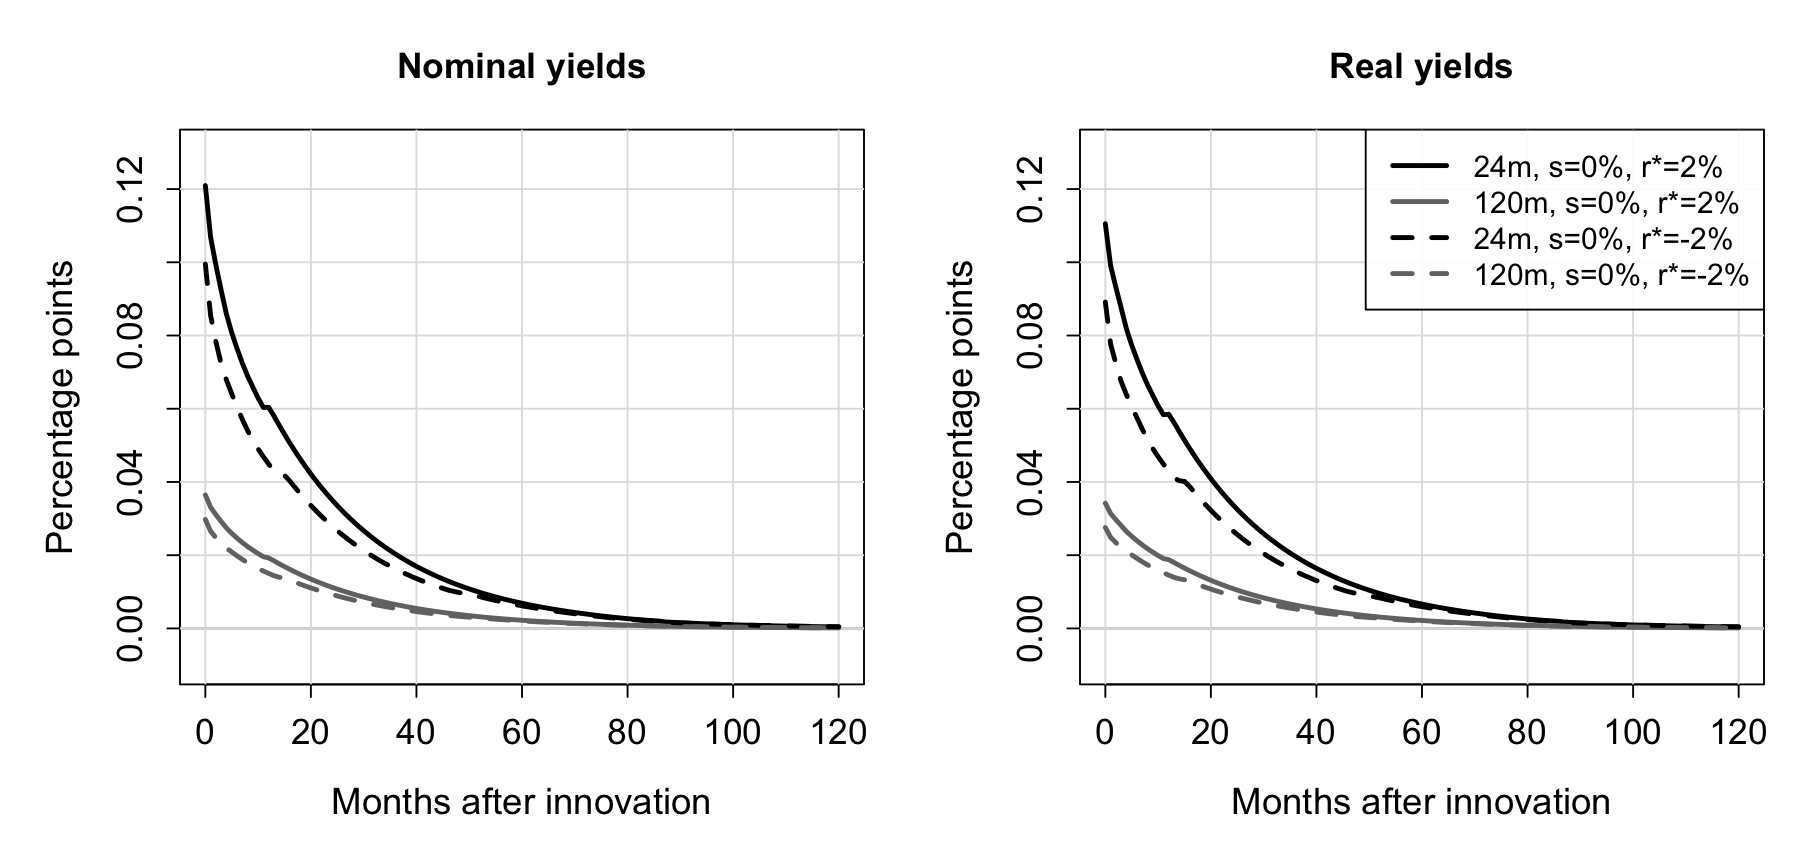 Nominal yields
Percentage points
0.00 0.04 0.08 0.12
0 20 40 60 80 100 120
Months after innovation
Real yields
Percentage points
0.00 0.04 0.08 0.12
24m, s=0%, r*=2%
120m, s=0%, r*=2%
24m, s=0%, r*=-2%
120m, s=0%, r*=-2%
0 20 40 60 80 100 120
Months after innovation